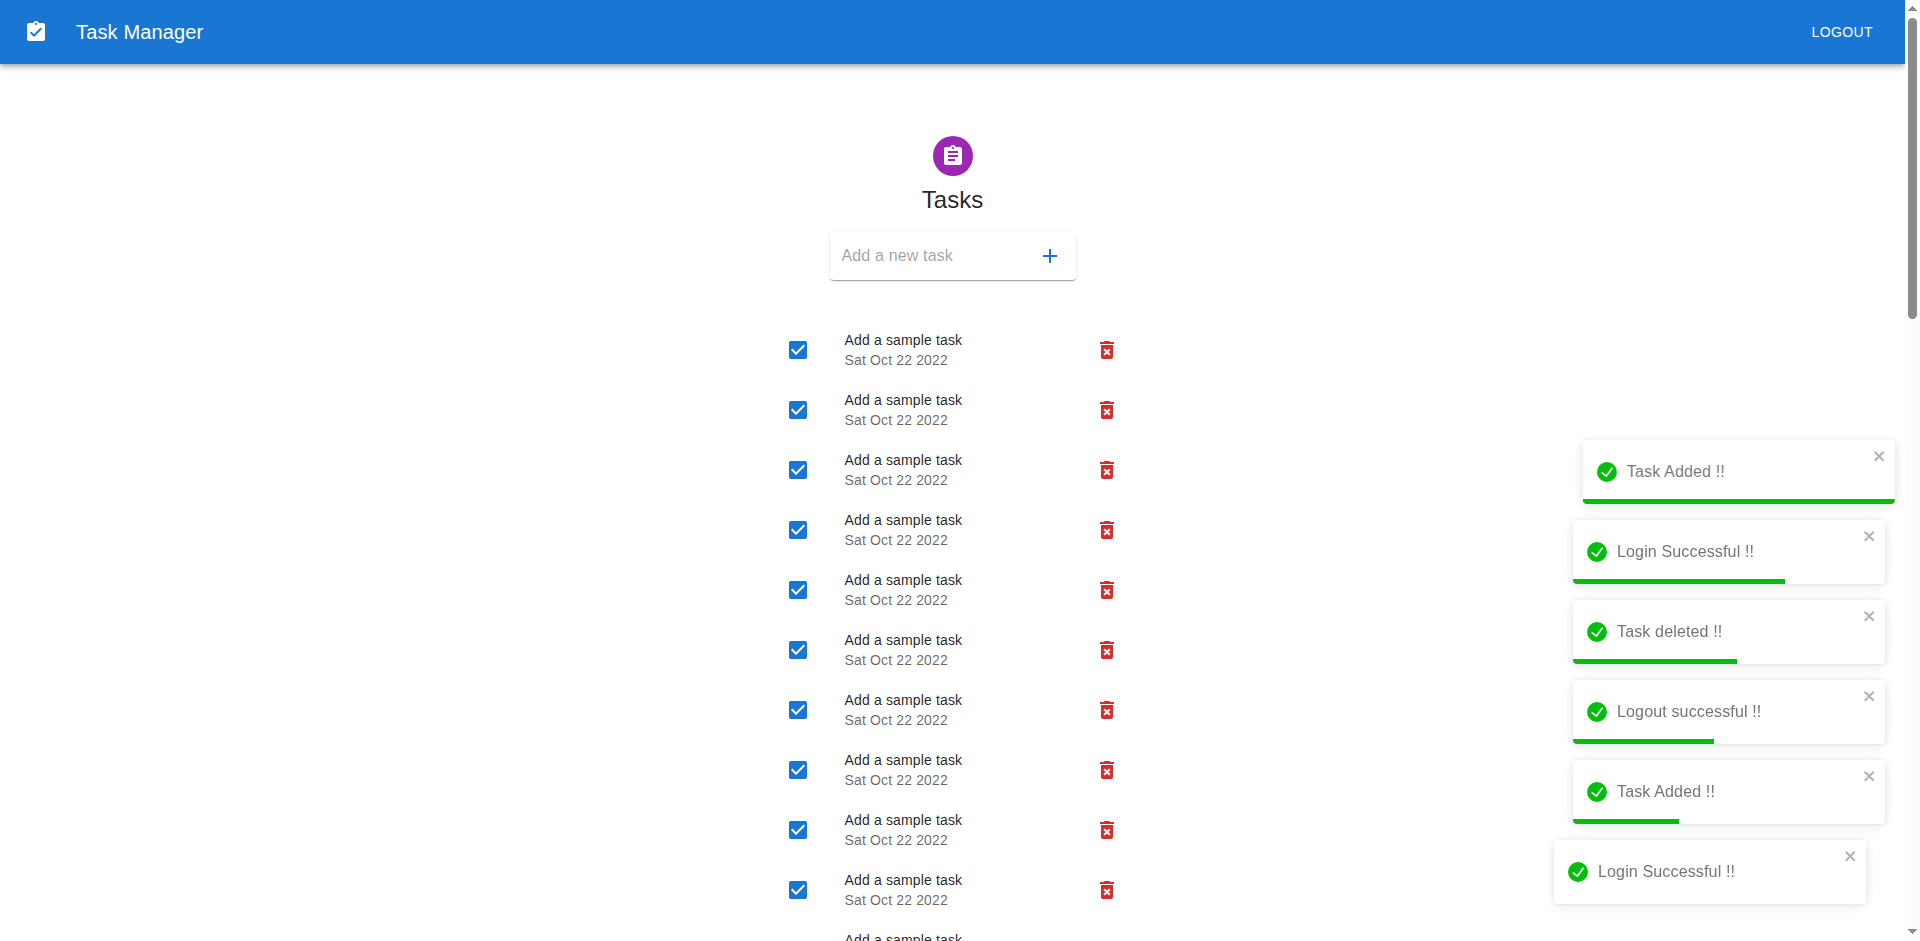 Task Manager
LOGOUT
Tasks
Add a new task
Add a sample task
Sat Oct 22 2022
Add a sample task
Sat Oct 22 2022
Add a sample task
Sat Oct 22 2022
Add a sample task
Sat Oct 22 2022
Add a sample task
Sat Oct 22 2022
Add a sample task
Sat Oct 22 2022
Add a sample task
Sat Oct 22 2022
Add a sample task
Sat Oct 22 2022
Add a sample task
Sat Oct 22 2022
Add a sample task
Sat Oct 22 2022
Add a sample task
Task Added !!
Login Successful !!
Task deleted !!
Logout successful !!
Task Added !!
Login Successful !!